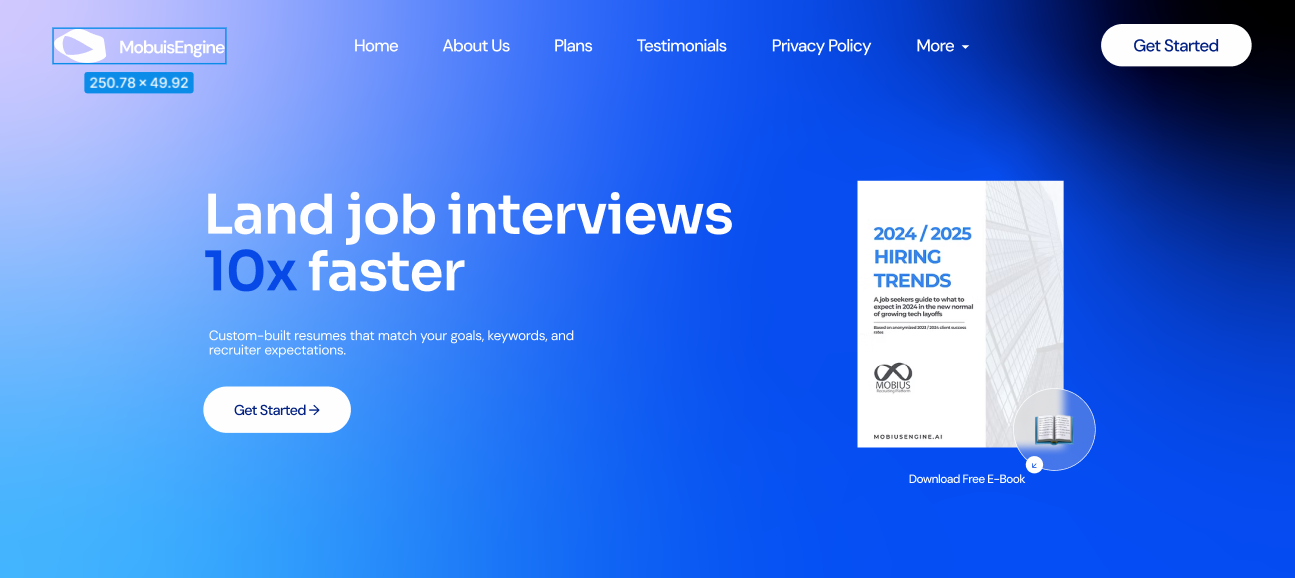 MobuisEngine
250.78 × 49.92
Home
About Us
Plans
Testimonials
Privacy Policy
More
Get Started
Land job interviews
10x faster
Custom-built resumes that match your goals, keywords, and
recruiter expectations.
Get Started →
2024 / 2025
HIRING
TRENDS
A job seekers guide to what to
expect in 2024 in the new normal
of growing tech layoffs
Based on anonymized 2023 / 2024 client success
rates
MOBIUS
Recruiting Platform
MOBIUSENGINE.AI
Download Free E-Book